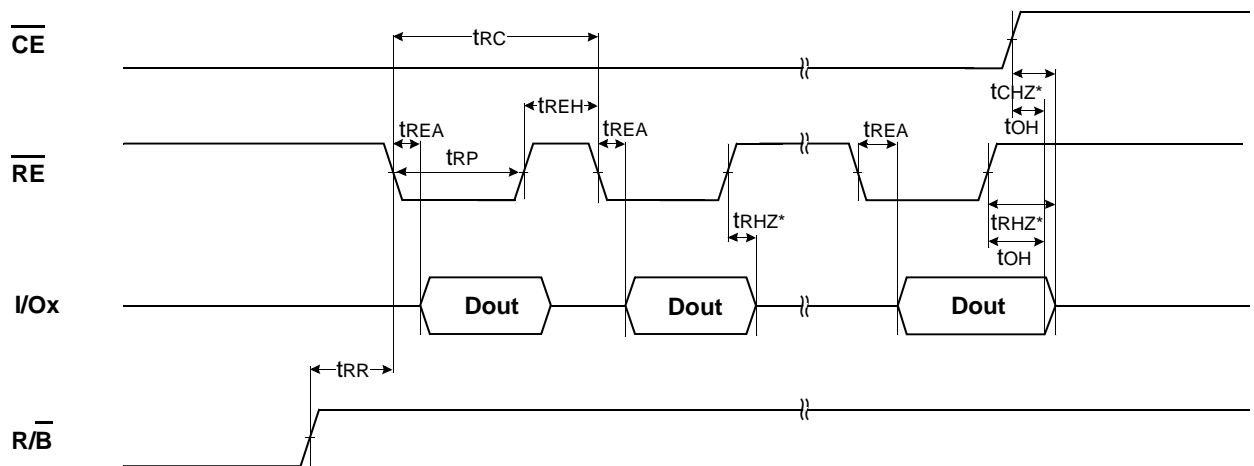 CE
tRC
tCHZ*
tREH
tREA
tREA
tREA
tOH
RE
tRP
tRHZ*
tRHZ*
tOH
I/Ox
Dout
Dout
Dout
tRR
R/B